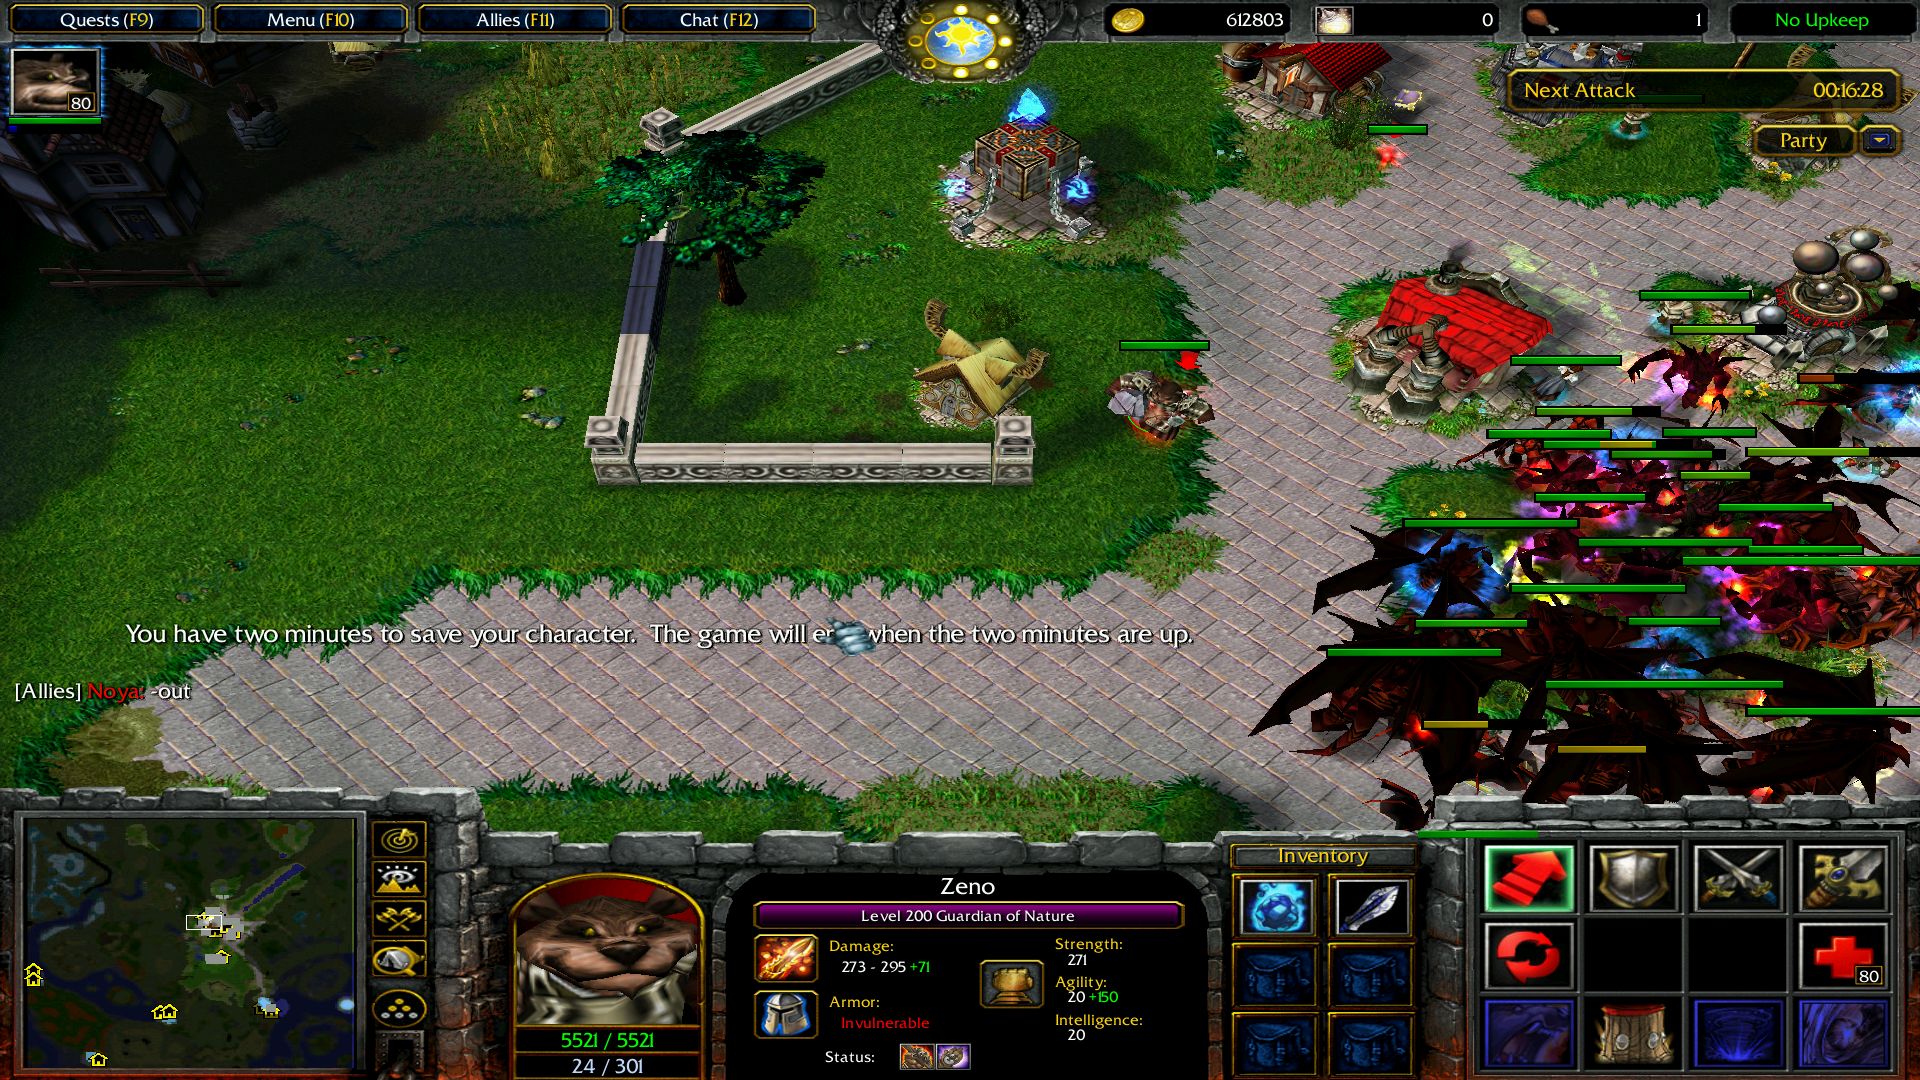 Quests (F9)
Menu (F10)
Allies (F11)
Chat (F12)
612803
0
1
No Upkeep
80
Next Attack 00:16:28
Party
You have two minutes to save your character. The game will when the two minutes are up.
[Allies] Noya: -out
Zeno
Level 200 Guardian of Nature
Damage:
273 - 295 +71
Armor:
Invulnerable
Status:
Strength:
271
Agility:
20 +150
Intelligence:
20
5521 / 5521
24 / 301
Inventory
80